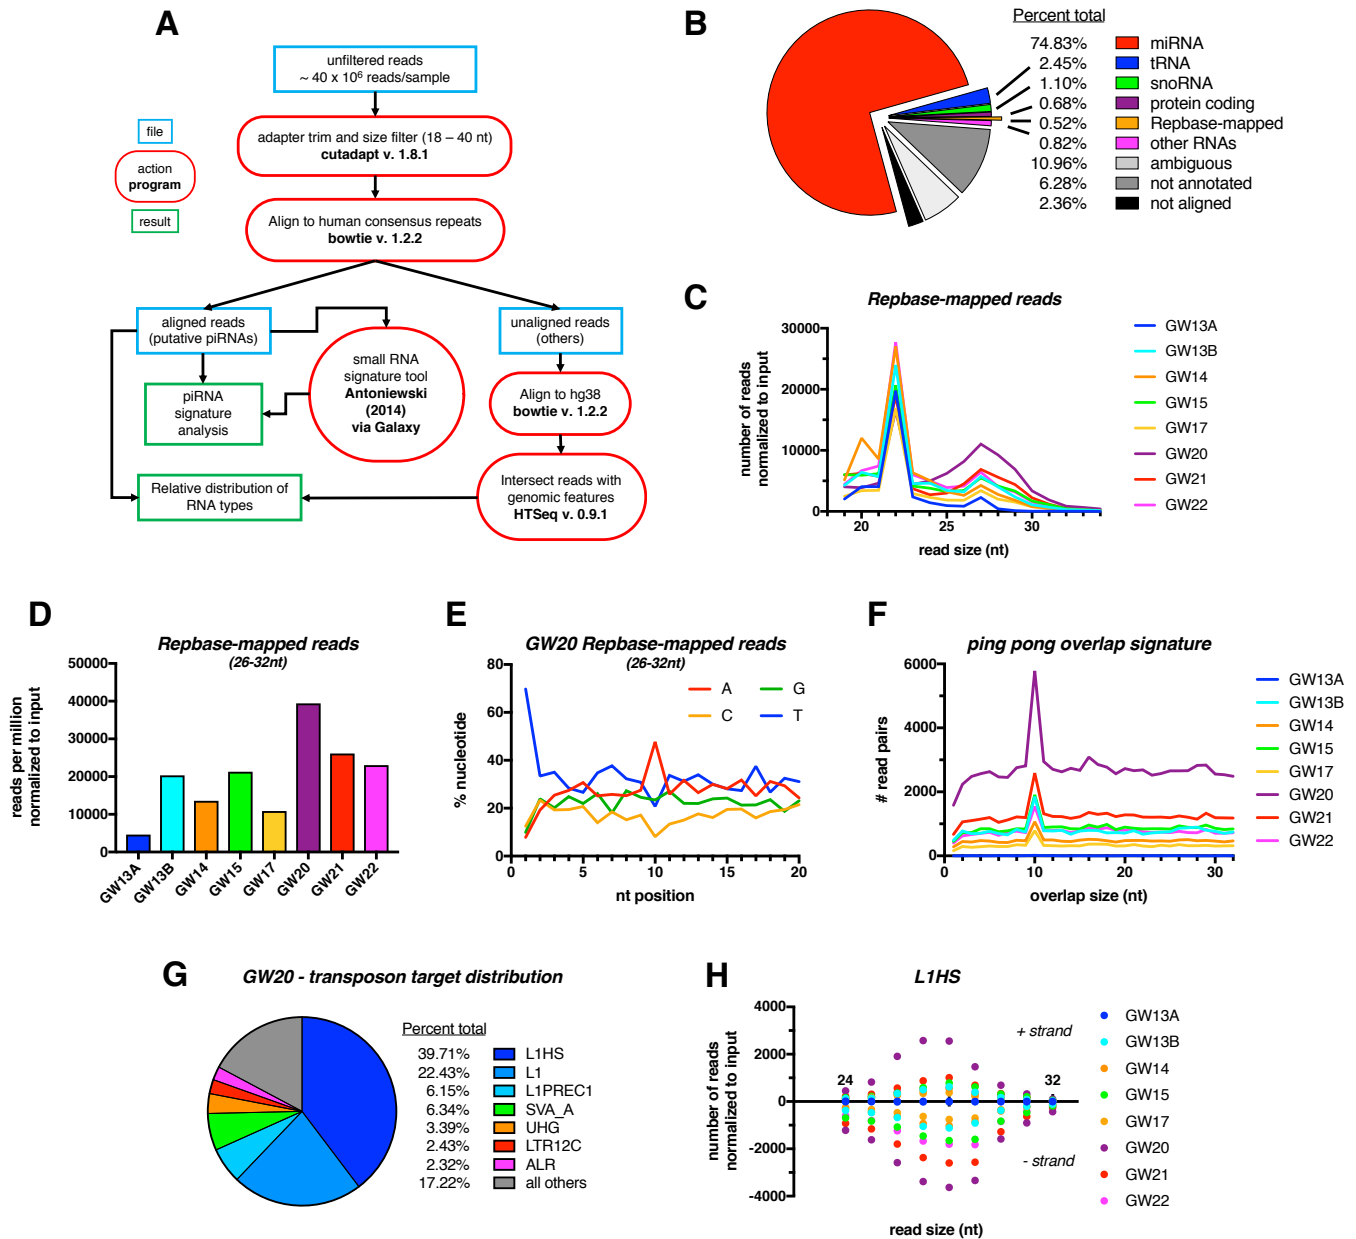 A
unfiltered reads
~ 40 x 10⁶ reads/sample
file
action
program
result
adapter trim and size filter (18 – 40 nt)
cutadapt v. 1.8.1
Align to human consensus repeats
bowtie v. 1.2.2
aligned reads
(putative piRNAs)
unaligned reads
(others)
small RNA
signature tool
Antoniewski
(2014)
via Galaxy
piRNA
signature
analysis
Align to hg38
bowtie v. 1.2.2
Relative distribution of
RNA types
Intersect reads with
genomic features
HTSeq v. 0.9.1
B
Percent total
74.83% miRNA
2.45% tRNA
1.10% snoRNA
0.68% protein coding
0.52% Repbase-mapped
0.82% other RNAs
10.96% ambiguous
6.28% not annotated
2.36% not aligned
C
Repbase-mapped reads
number of reads
normalized to input
30000
20000
10000
0
20
25
30
read size (nt)
GW13A
GW13B
GW14
GW15
GW17
GW20
GW21
GW22
D
Repbase-mapped reads
(26-32nt)
reads per million
normalized to input
50000
40000
30000
20000
10000
0
GW13A
GW13B
GW14
GW15
GW17
GW20
GW21
GW22
E
GW20 Repbase-mapped reads
(26-32nt)
% nucleotide
80
60
40
20
0
A
G
C
T
0
5
10
15
20
nt position
F
ping pong overlap signature
# read pairs
6000
4000
2000
0
0
10
20
30
overlap size (nt)
GW13A
GW13B
GW14
GW15
GW17
GW20
GW21
GW22
G
GW20 - transposon target distribution
Percent total
39.71% L1HS
22.43% L1
6.15% L1PREC1
6.34% SVA_A
3.39% UHG
2.43% LTR12C
2.32% ALR
17.22% all others
H
L1HS
number of reads
normalized to input
4000
2000
0
-2000
-4000
24
32
+ strand
- strand
read size (nt)
GW13A
GW13B
GW14
GW15
GW17
GW20
GW21
GW22